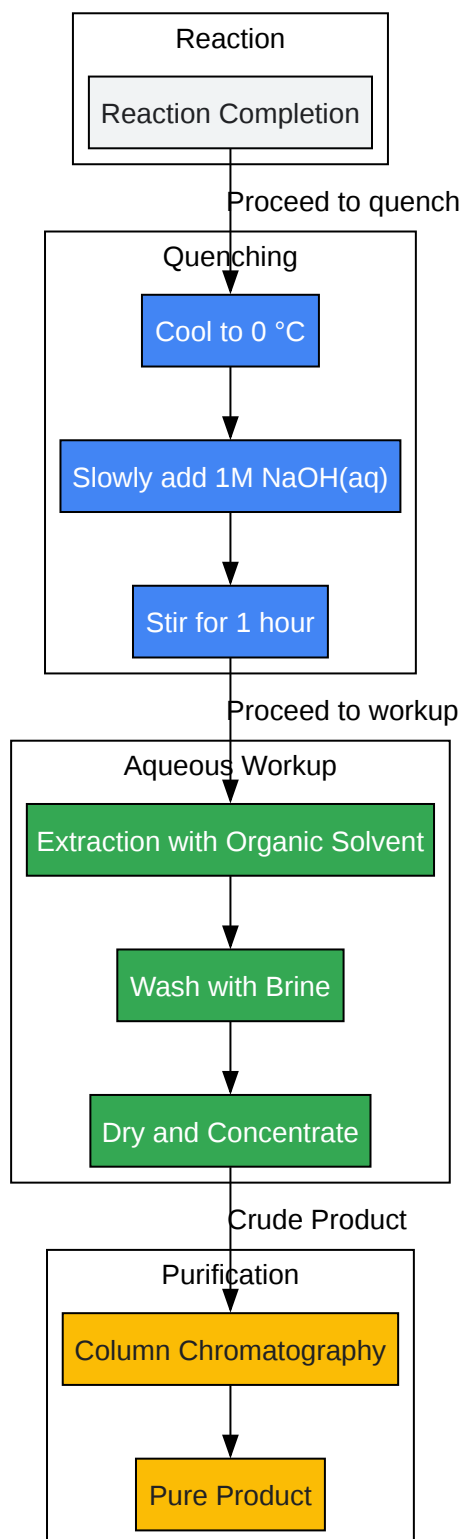 Reaction
Reaction Completion
Proceed to quench
Quenching
Cool to 0 °C
Slowly add 1M NaOH(aq)
Stir for 1 hour
Proceed to workup
Aqueous Workup
Extraction with Organic Solvent
Wash with Brine
Dry and Concentrate
Crude Product
Purification
Column Chromatography
Pure Product